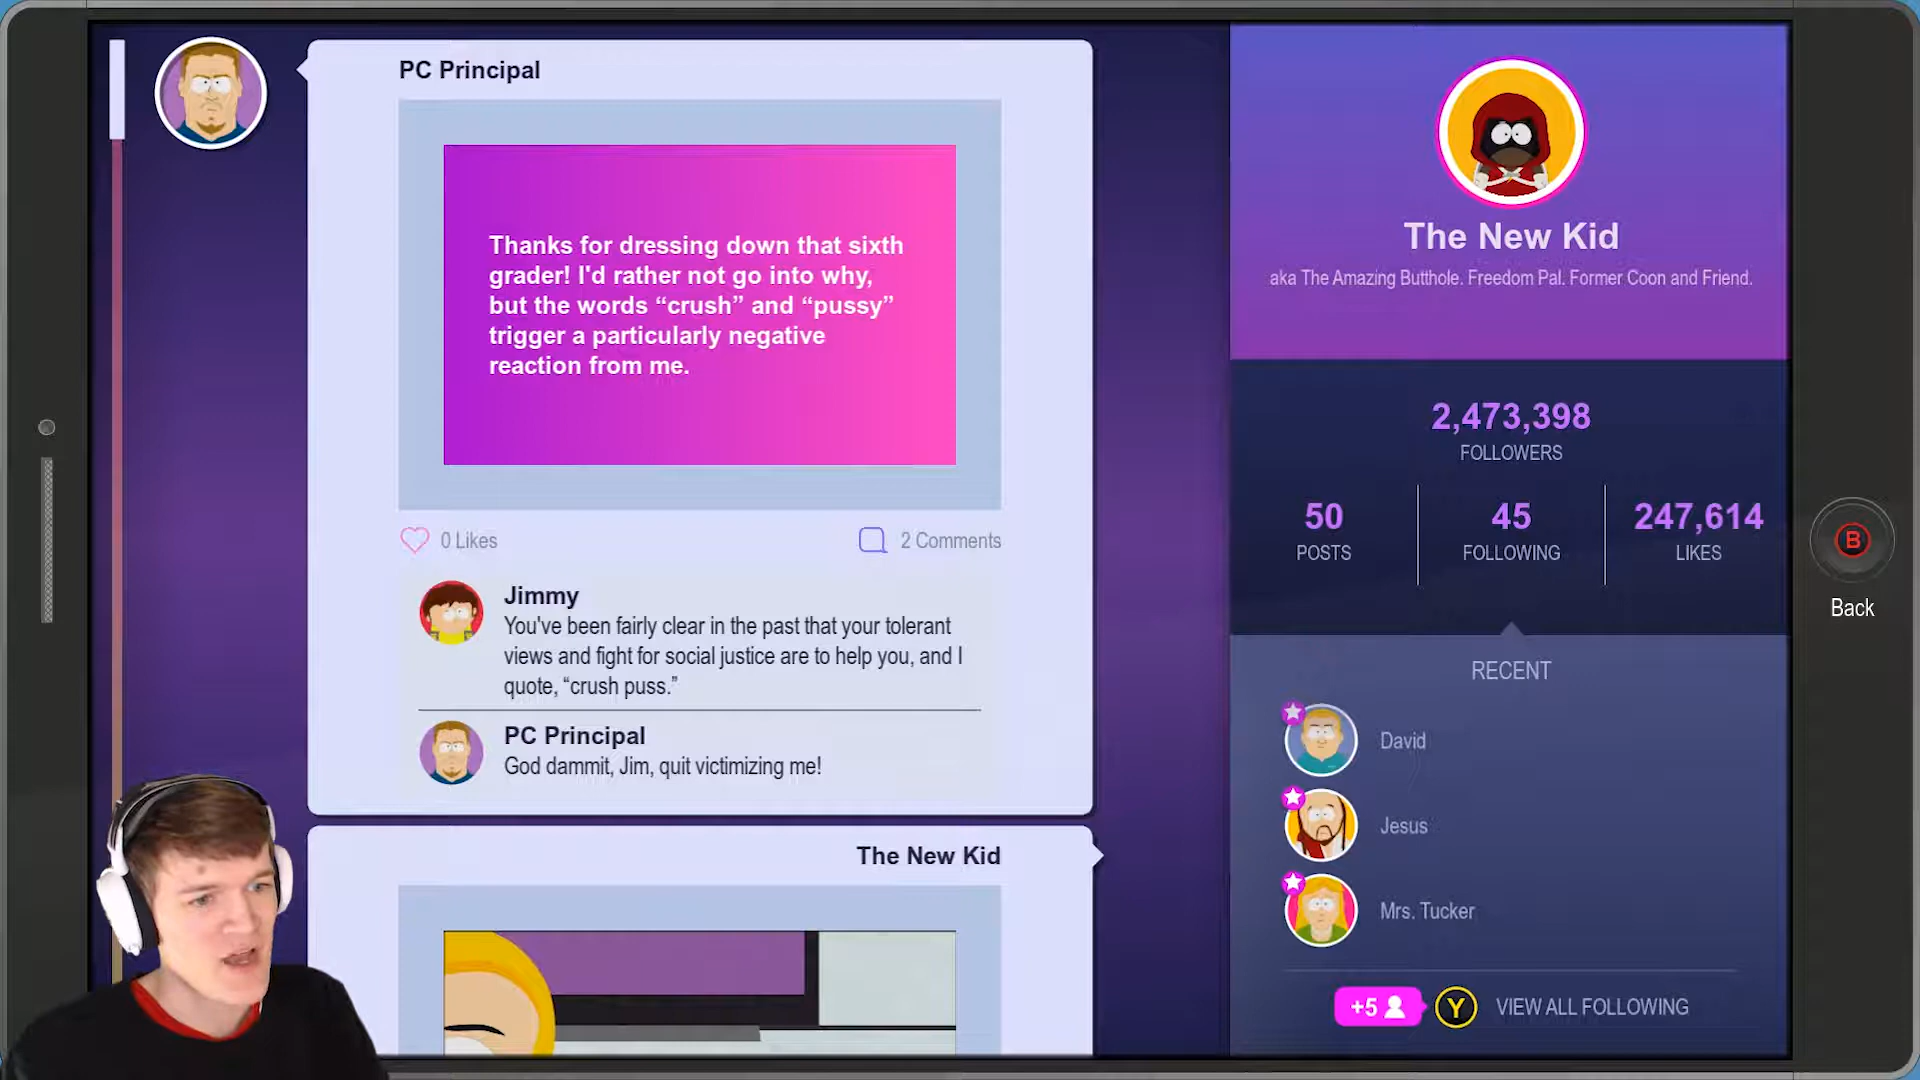 PC Principal
Thanks for dressing down that sixth
grader! I'd rather not go into why,
but the words “crush” and “pussy”
trigger a particularly negative
reaction from me.
0 Likes
2 Comments
Jimmy
You've been fairly clear in the past that your tolerant
views and fight for social justice are to help you, and I
quote, “crush puss.”
PC Principal
God dammit, Jim, quit victimizing me!
The New Kid
The New Kid
aka The Amazing Butthole. Freedom Pal. Former Coon and Friend.
2,473,398
FOLLOWERS
50
POSTS
45
FOLLOWING
247,614
LIKES
RECENT
David
Jesus
Mrs. Tucker
+5
Y VIEW ALL FOLLOWING
B
Back